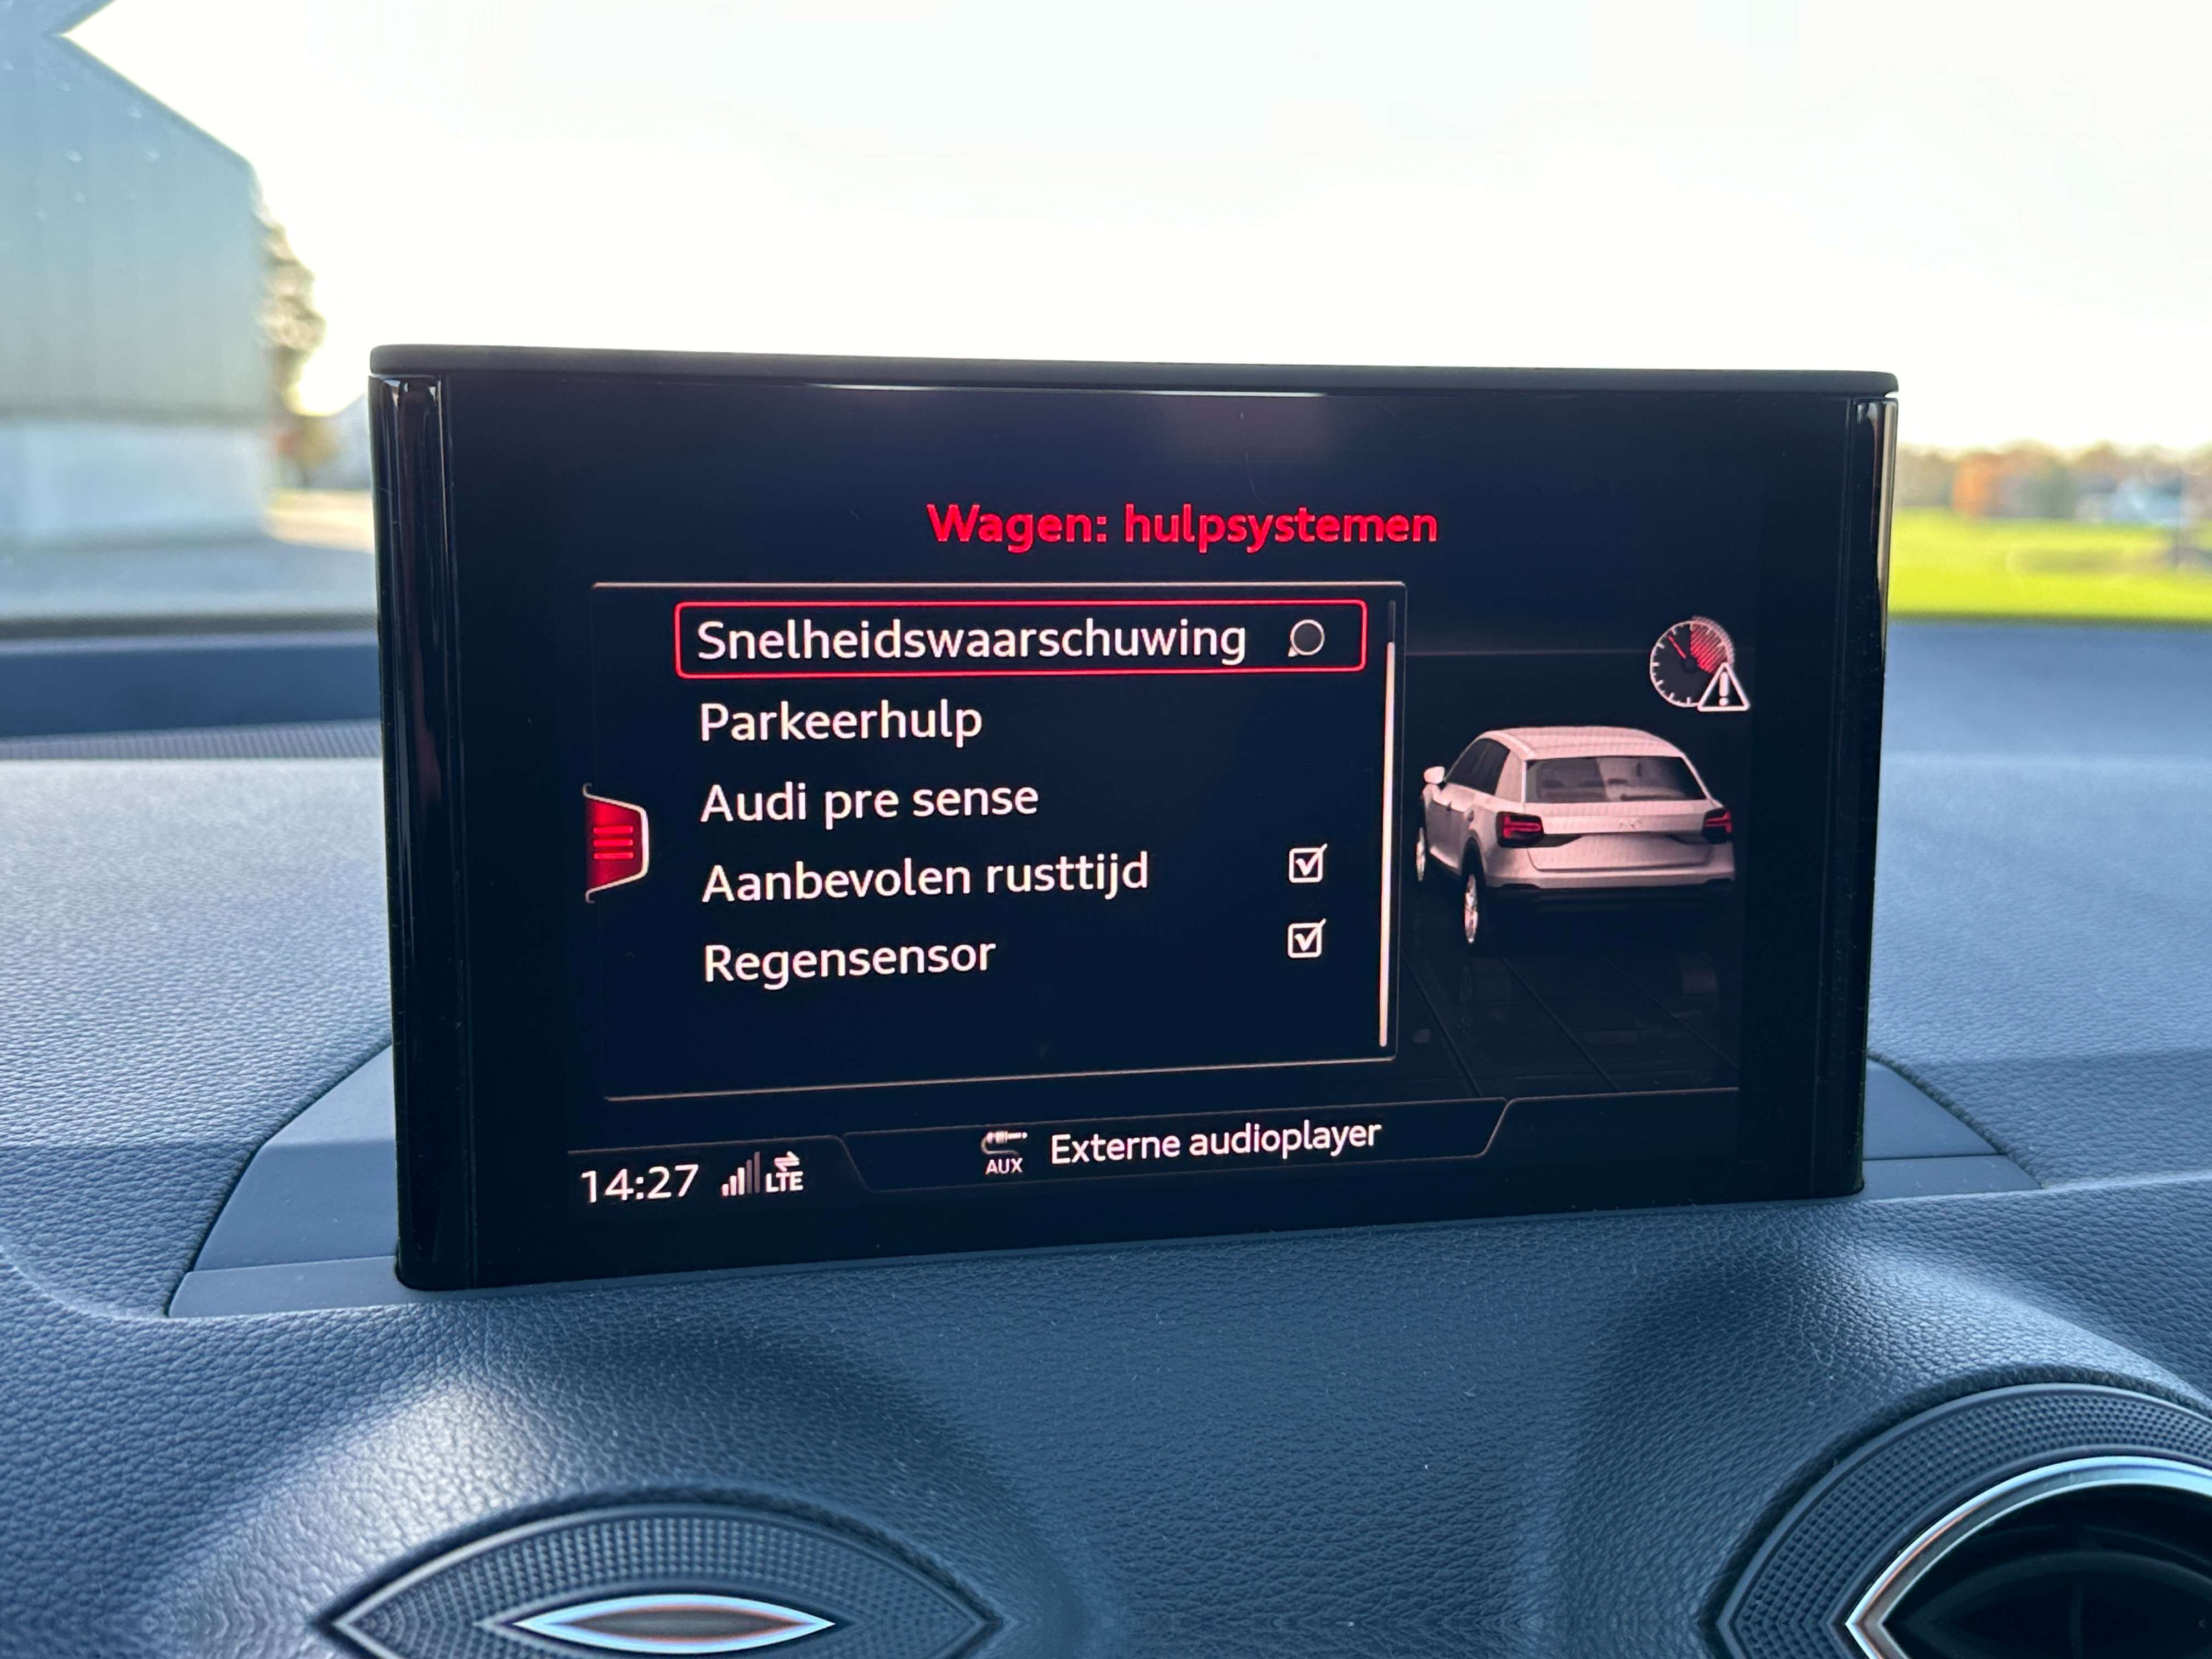 Wagen: hulpsystemen
Snelheidswaarschuwing
Parkeerhulp
Audi pre sense
Aanbevolen rusttijd
Regensensor
14:27 LTE
AUX Externe audioplayer